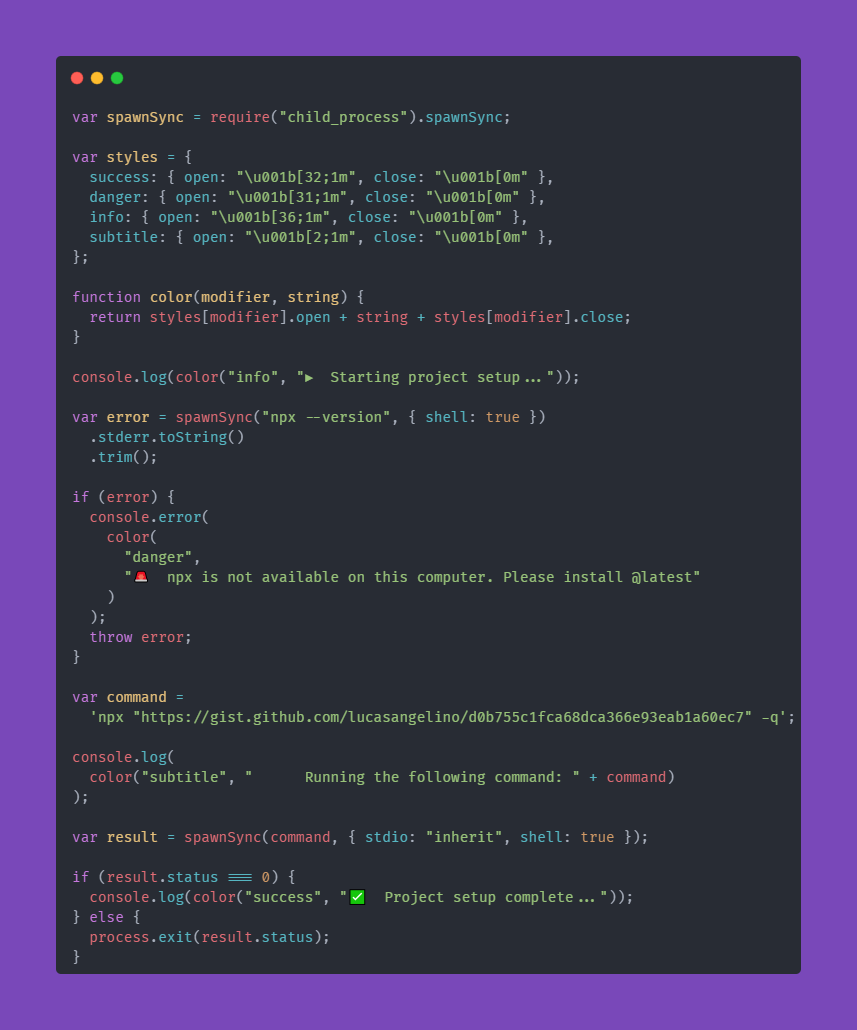 var spawnSync = require("child_process").spawnSync;

var styles = {
  success: { open: "\u001b[32;1m", close: "\u001b[0m" },
  danger: { open: "\u001b[31;1m", close: "\u001b[0m" },
  info: { open: "\u001b[36;1m", close: "\u001b[0m" },
  subtitle: { open: "\u001b[2;1m", close: "\u001b[0m" },
};

function color(modifier, string) {
  return styles[modifier].open + string + styles[modifier].close;
}

console.log(color("info", "▶  Starting project setup..."));

var error = spawnSync("npx --version", { shell: true })
  .stderr.toString()
  .trim();

if (error) {
  console.error(
    color(
      "danger",
      "🚨  npx is not available on this computer. Please install @latest"
    )
  );
  throw error;
}

var command =
  'npx "https://gist.github.com/lucasangelino/d0b755c1fca68dca366e93eab1a60ec7" -q';

console.log(
  color("subtitle", "      Running the following command: " + command)
);

var result = spawnSync(command, { stdio: "inherit", shell: true });

if (result.status === 0) {
  console.log(color("success", "✅  Project setup complete..."));
} else {
  process.exit(result.status);
}